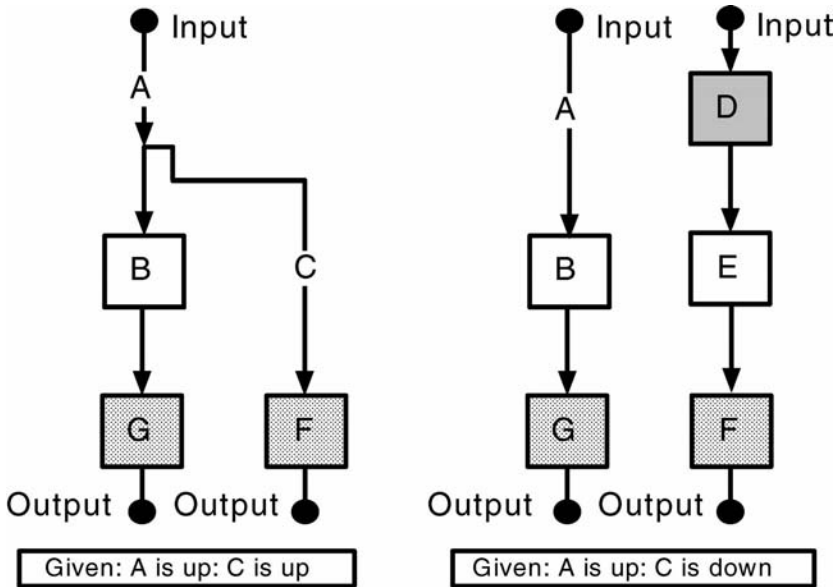 Input
A
B
C
G
F
Output
Output
Given: A is up: C is up
Input
Input
D
A
B
E
G
F
Output
Output
Given: A is up: C is down